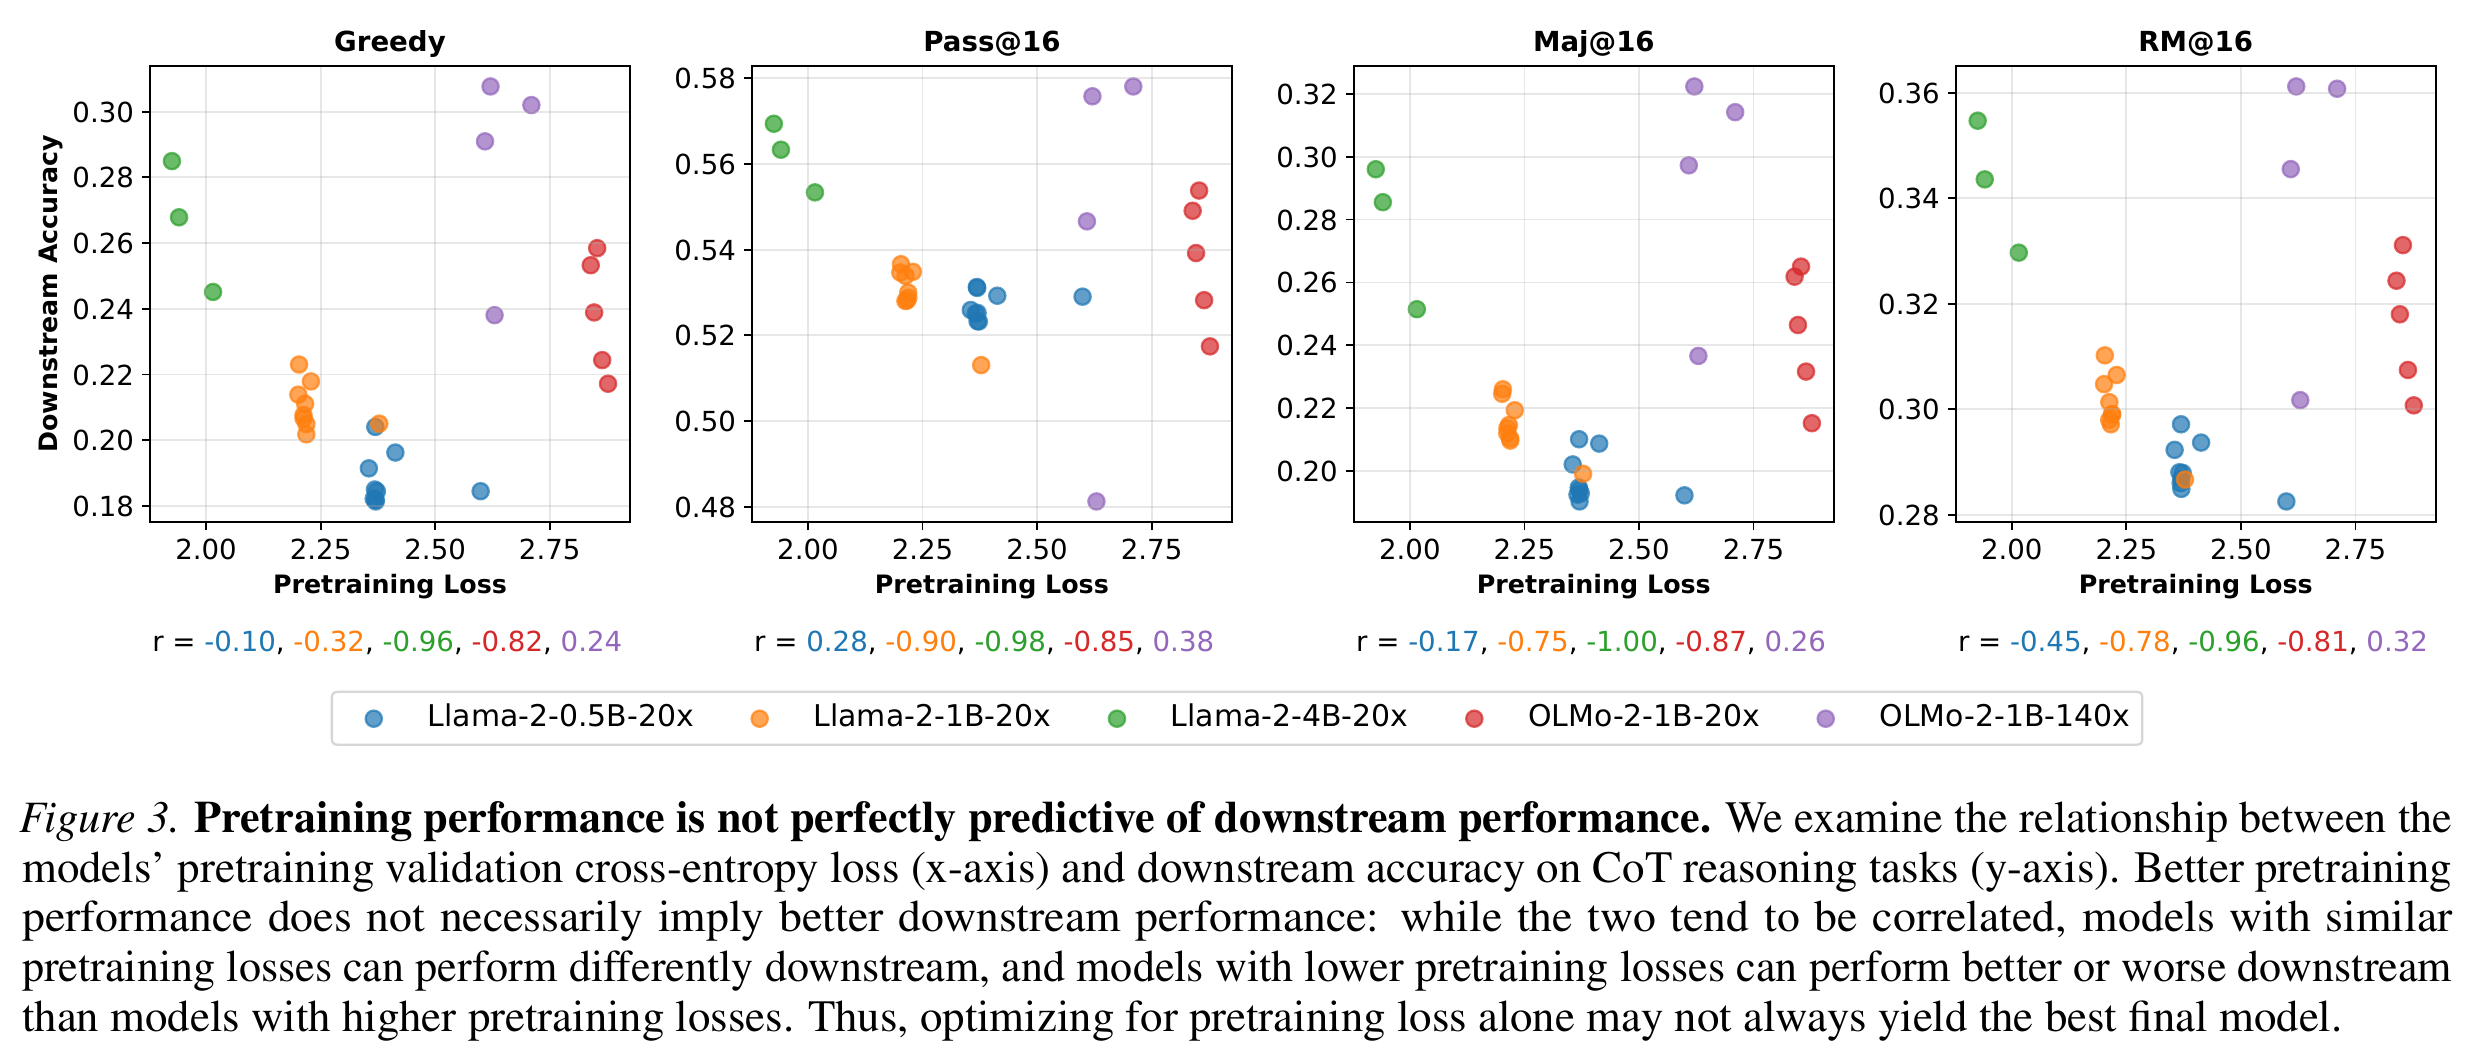 Greedy
Pass@16
Maj@16
RM@16
Downstream Accuracy
0.30
0.28
0.26
0.24
0.22
0.20
0.18
2.00 2.25 2.50 2.75
Pretraining Loss
0.58
0.56
0.54
0.52
0.50
0.48
2.00 2.25 2.50 2.75
Pretraining Loss
0.32
0.30
0.28
0.26
0.24
0.22
0.20
2.00 2.25 2.50 2.75
Pretraining Loss
0.36
0.34
0.32
0.30
0.28
2.00 2.25 2.50 2.75
Pretraining Loss
r = -0.10, -0.32, -0.96, -0.82, 0.24
r = 0.28, -0.90, -0.98, -0.85, 0.38
r = -0.17, -0.75, -1.00, -0.87, 0.26
r = -0.45, -0.78, -0.96, -0.81, 0.32
Llama-2-0.5B-20x Llama-2-1B-20x Llama-2-4B-20x OLMo-2-1B-20x OLMo-2-1B-140x
Figure 3. Pretraining performance is not perfectly predictive of downstream performance. We examine the relationship between the
models’ pretraining validation cross-entropy loss (x-axis) and downstream accuracy on CoT reasoning tasks (y-axis). Better pretraining
performance does not necessarily imply better downstream performance: while the two tend to be correlated, models with similar
pretraining losses can perform differently downstream, and models with lower pretraining losses can perform better or worse downstream
than models with higher pretraining losses. Thus, optimizing for pretraining loss alone may not always yield the best final model.